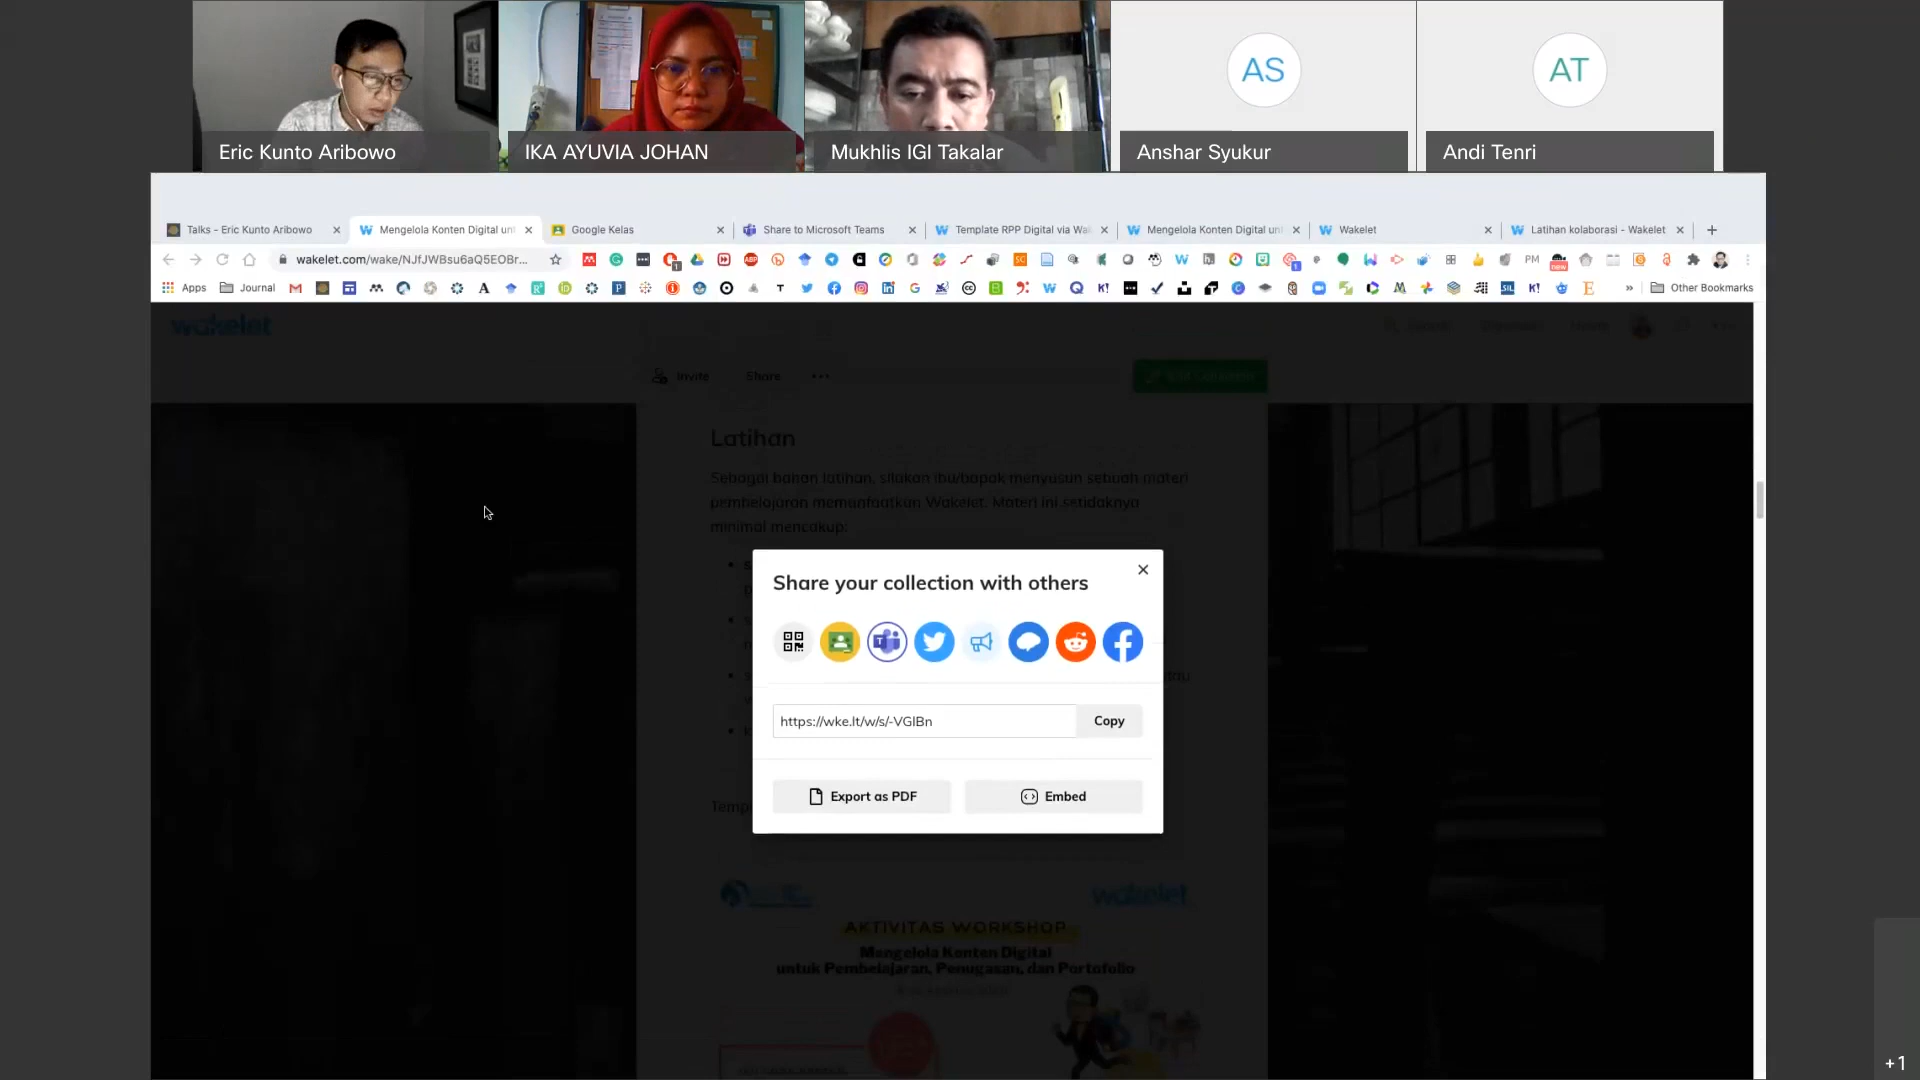 AS
AT
Eric Kunto Aribowo
IKA AYUVIA JOHAN
Mukhlis IGI Takalar
Anshar Syukur
Andi Tenri
Talks - Eric Kunto Aribowo
Mengelola Konten Digital un
Google Kelas
Share to Microsoft Teams
Template RPP Digital via Wa
Mengelola Konten Digital un
Wakelet
Latihan kolaborasi - Wakelet
wakelet.com/wake/NJfJWBsu6aQ5EOBr...
Apps
Journal
Other Bookmarks
wakelet
Invite
Share
Latihan
Sebagai bahan latihan, silakan ibu/bapak menyusun sebuah materi
pembelajaran memanfaatkan Wakelet. Materi ini setidaknya
minimal mencakup:
Share your collection with others
https://wke.lt/w/s/-VGlBn
Copy
Export as PDF
Embed
wakelet
AKTIVITAS WORKSHOP
Mengelola Konten Digital
untuk Pembelajaran, Penugasan, dan Portofolio
+1